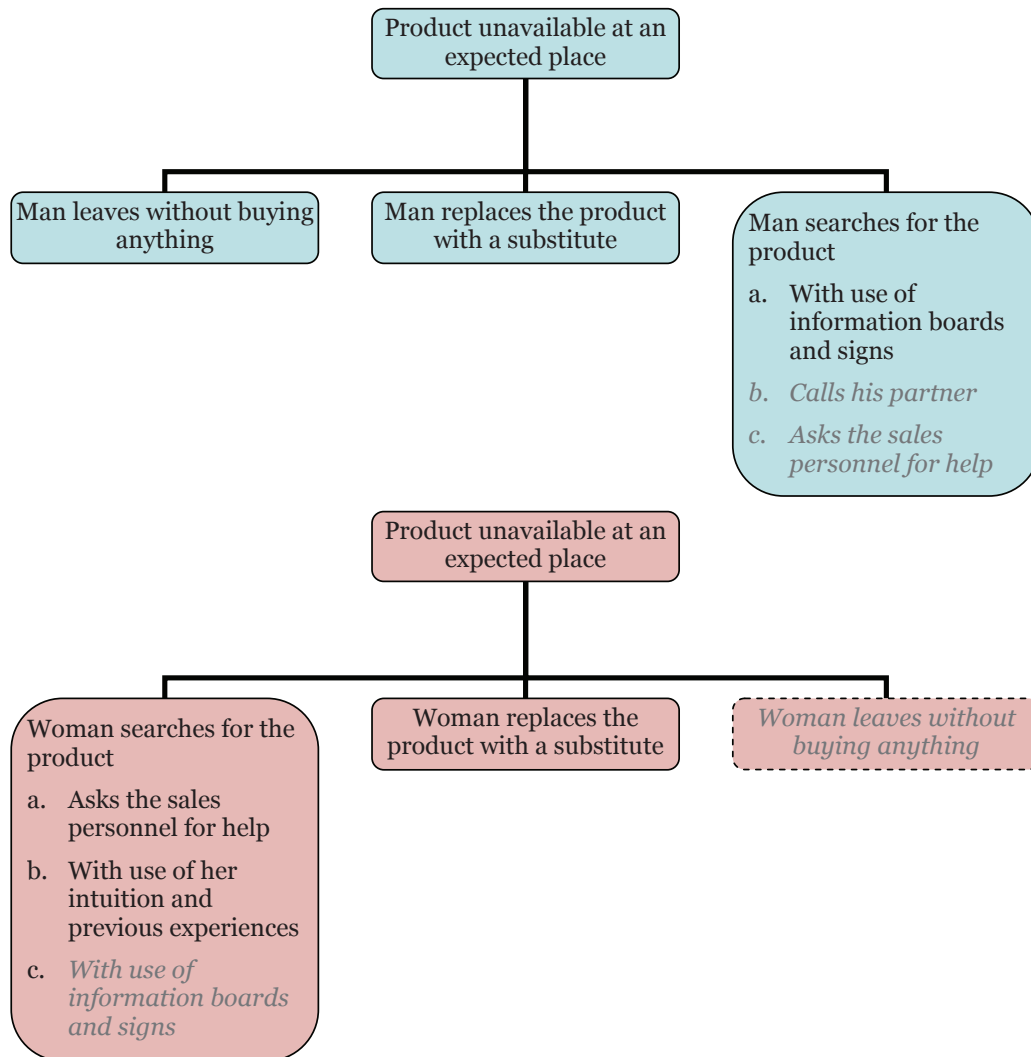 Product unavailable at an
expected place
Man leaves without buying
anything
Man replaces the product
with a substitute
Man searches for the
product
a. With use of
information boards
and signs
b. Calls his partner
c. Asks the sales
personnel for help
Product unavailable at an
expected place
Woman searches for the
product
a. Asks the sales
personnel for help
b. With use of her
intuition and
previous experiences
c. With use of
information boards
and signs
Woman replaces the
product with a substitute
Woman leaves without
buying anything